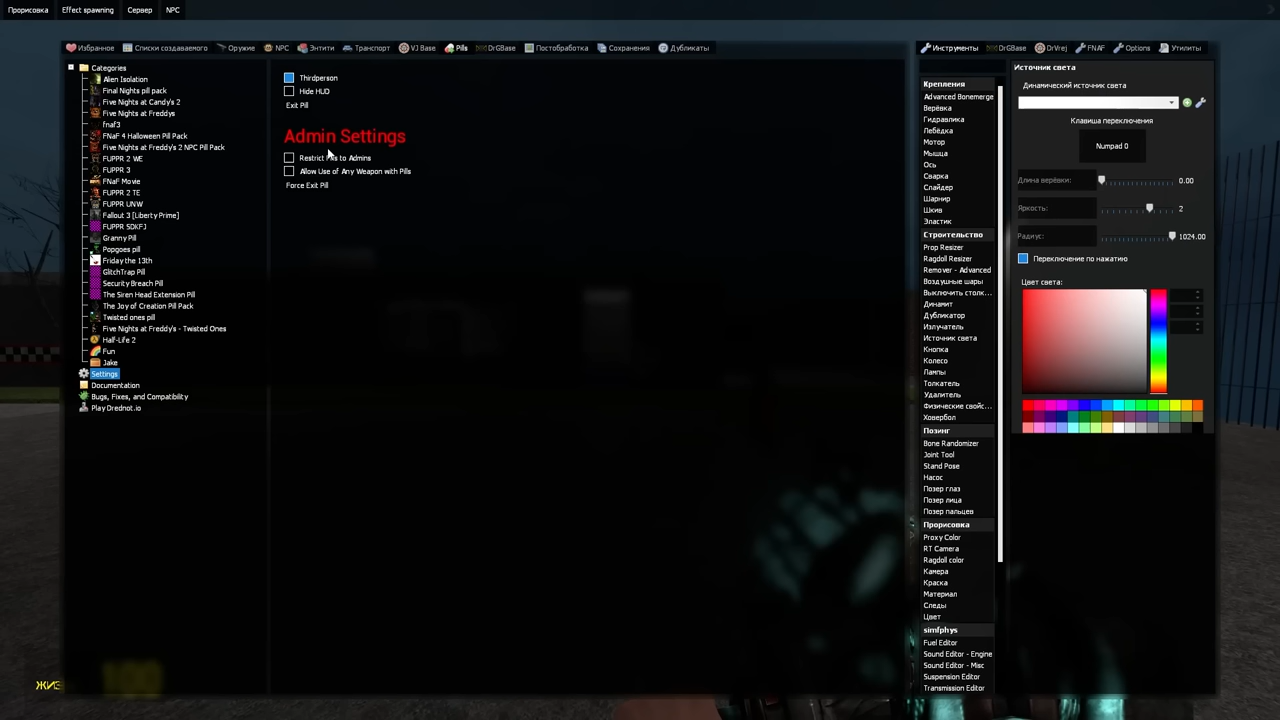 Прорисовка Effect spawning Сервер NPC
Избранное Списки создаваемого Оружие NPC Энтити Транспорт VJ Base Pills DrGBase Постобработка Сохранения Дубликаты
Categories
Alien Isolation
Final Nights pill pack
Five Nights at Candy's 2
Five Nights at Freddys
fnaf3
FNaF 4 Halloween Pill Pack
Five Nights at Freddy's 2 NPC Pill Pack
FUPPR 2 WE
FUPPR 3
FNaF Movie
FUPPR 2 TE
FUPPR UNW
Fallout 3 [Liberty Prime]
FUPPR SDKFJ
Granny Pill
Popgoes pill
Friday the 13th
GlitchTrap Pill
Security Breach Pill
The Siren Head Extension Pill
The Joy of Creation Pill Pack
Twisted ones pill
Five Nights at Freddy's - Twisted Ones
Half-Life 2
Fun
Jake
Settings
Documentation
Bugs, Fixes, and Compatibility
Play Drednot.io
Thirdperson
Hide HUD
Exit Pill
Admin Settings
Restrict to Admins
Allow Use of Any Weapon with Pills
Force Exit Pill
Инструменты DrGBase DrVrej FNAF Options Утилиты
Крепления
Advanced Bonemerge
Верёвка
Гидравлика
Лебёдка
Мотор
Мышца
Ось
Сварка
Слайдер
Шарнир
Шкив
Эластик
Строительство
Prop Resizer
Ragdoll Resizer
Remover - Advanced
Воздушные шары
Выключить столк...
Динамит
Дубликатор
Излучатель
Источник света
Кнопка
Колесо
Лампы
Толкатель
Удалитель
Физические свойс...
Ховербол
Позинг
Bone Randomizer
Joint Tool
Stand Pose
Насос
Позер глаз
Позер лица
Позер пальцев
Прорисовка
Proxy Color
RT Camera
Ragdoll color
Камера
Краска
Материал
Следы
Цвет
simfphys
Fuel Editor
Sound Editor - Engine
Sound Editor - Misc
Suspension Editor
Transmission Editor
Источник света
Динамический источник света
Клавиша переключения
Numpad 0
Длина верёвки: 0.00
Яркость: 2
Радиус: 1024.00
Переключение по нажатию
Цвет света: